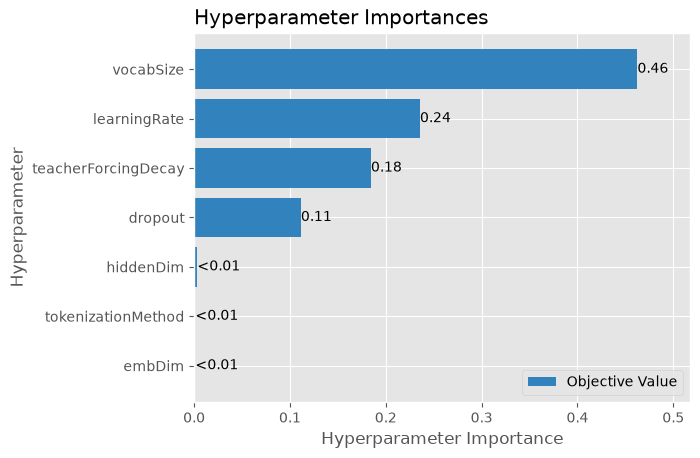 Hyperparameter Importances
Hyperparameter
vocabSize
0.46
learningRate
0.24
teacherForcingDecay
0.18
dropout
0.11
hiddenDim
<0.01
tokenizationMethod
<0.01
embDim
<0.01
Objective Value
0.0 0.1 0.2 0.3 0.4 0.5
Hyperparameter Importance